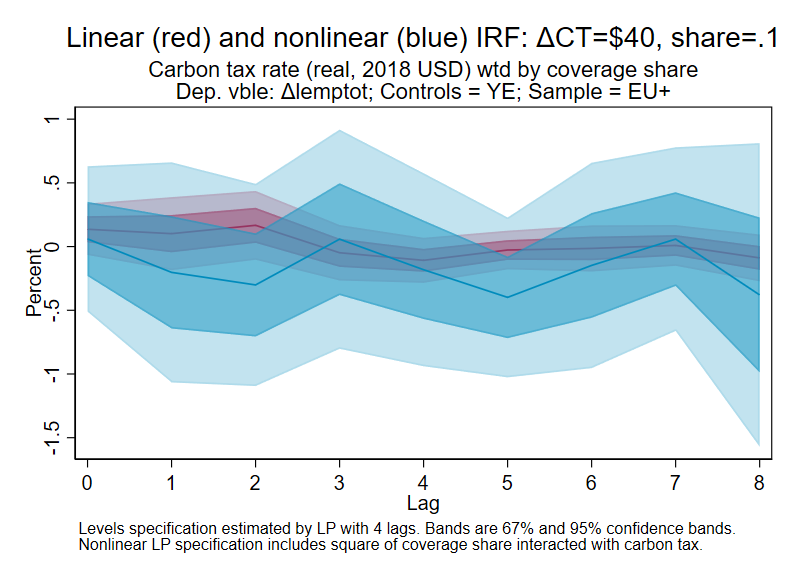 Linear (red) and nonlinear (blue) IRF: ΔCT=$40, share=.1
Carbon tax rate (real, 2018 USD) wtd by coverage share
Dep. vble: Δlemptot; Controls = YE; Sample = EU+
Percent
1
.5
0
-.5
-1
-1.5
0 1 2 3 4 5 6 7 8
Lag
Levels specification estimated by LP with 4 lags. Bands are 67% and 95% confidence bands.
Nonlinear LP specification includes square of coverage share interacted with carbon tax.